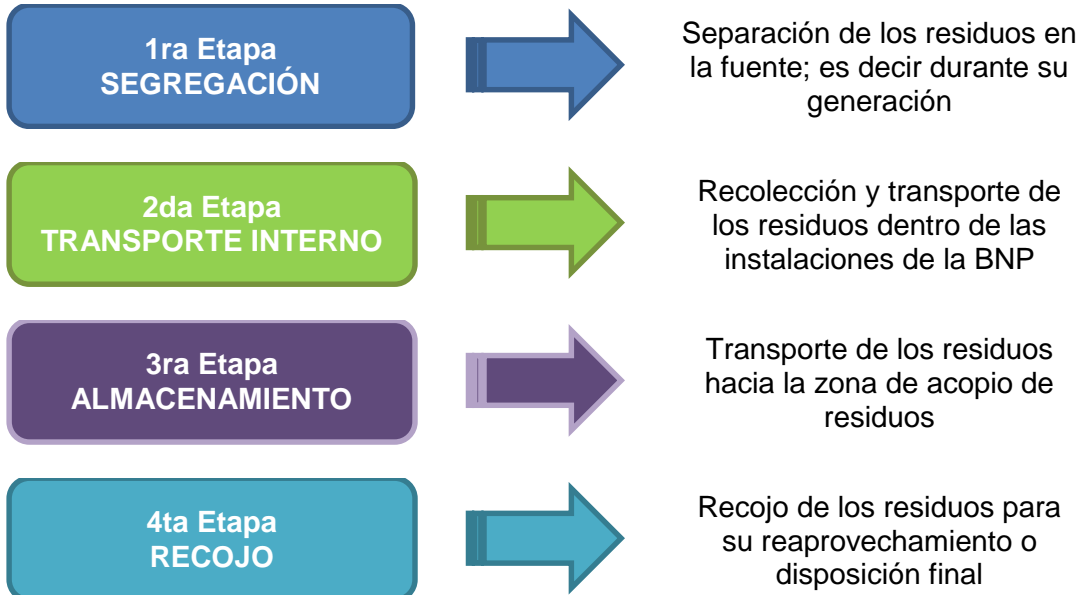 1ra Etapa
SEGREGACIÓN
Separación de los residuos en
la fuente; es decir durante su
generación
2da Etapa
TRANSPORTE INTERNO
Recolección y transporte de
los residuos dentro de las
instalaciones de la BNP
3ra Etapa
ALMACENAMIENTO
Transporte de los residuos
hacia la zona de acopio de
residuos
4ta Etapa
RECOJO
Recojo de los residuos para
su reaprovechamiento o
disposición final